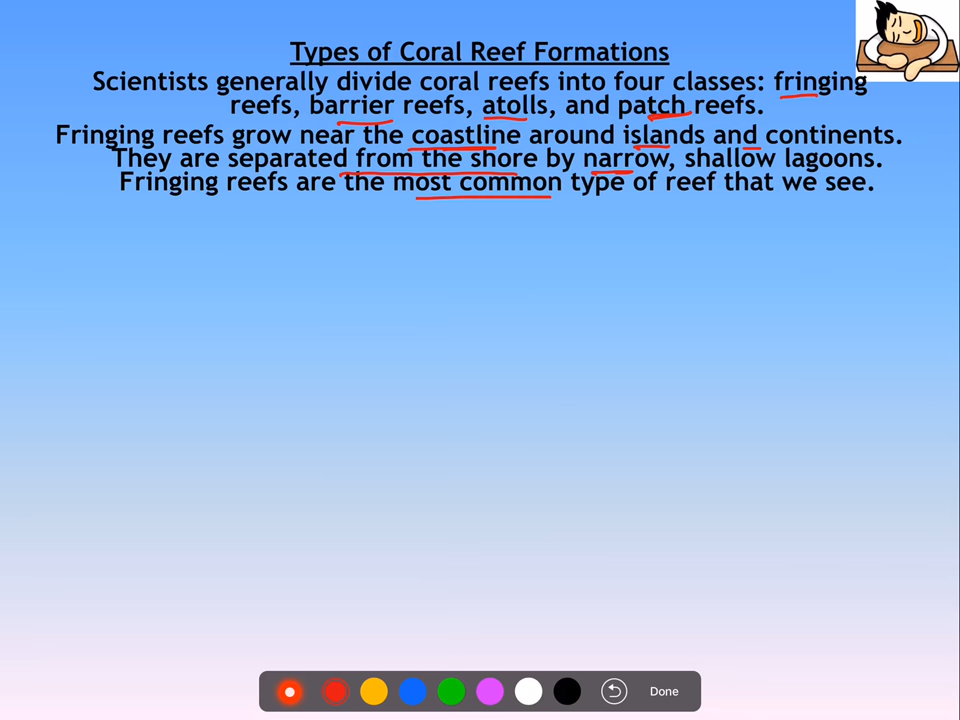 Types of Coral Reef Formations
Scientists generally divide coral reefs into four classes: fringing
reefs, barrier reefs, atolls, and patch reefs.
Fringing reefs grow near the coastline around islands and continents.
They are separated from the shore by narrow, shallow lagoons.
Fringing reefs are the most common type of reef that we see.
Done